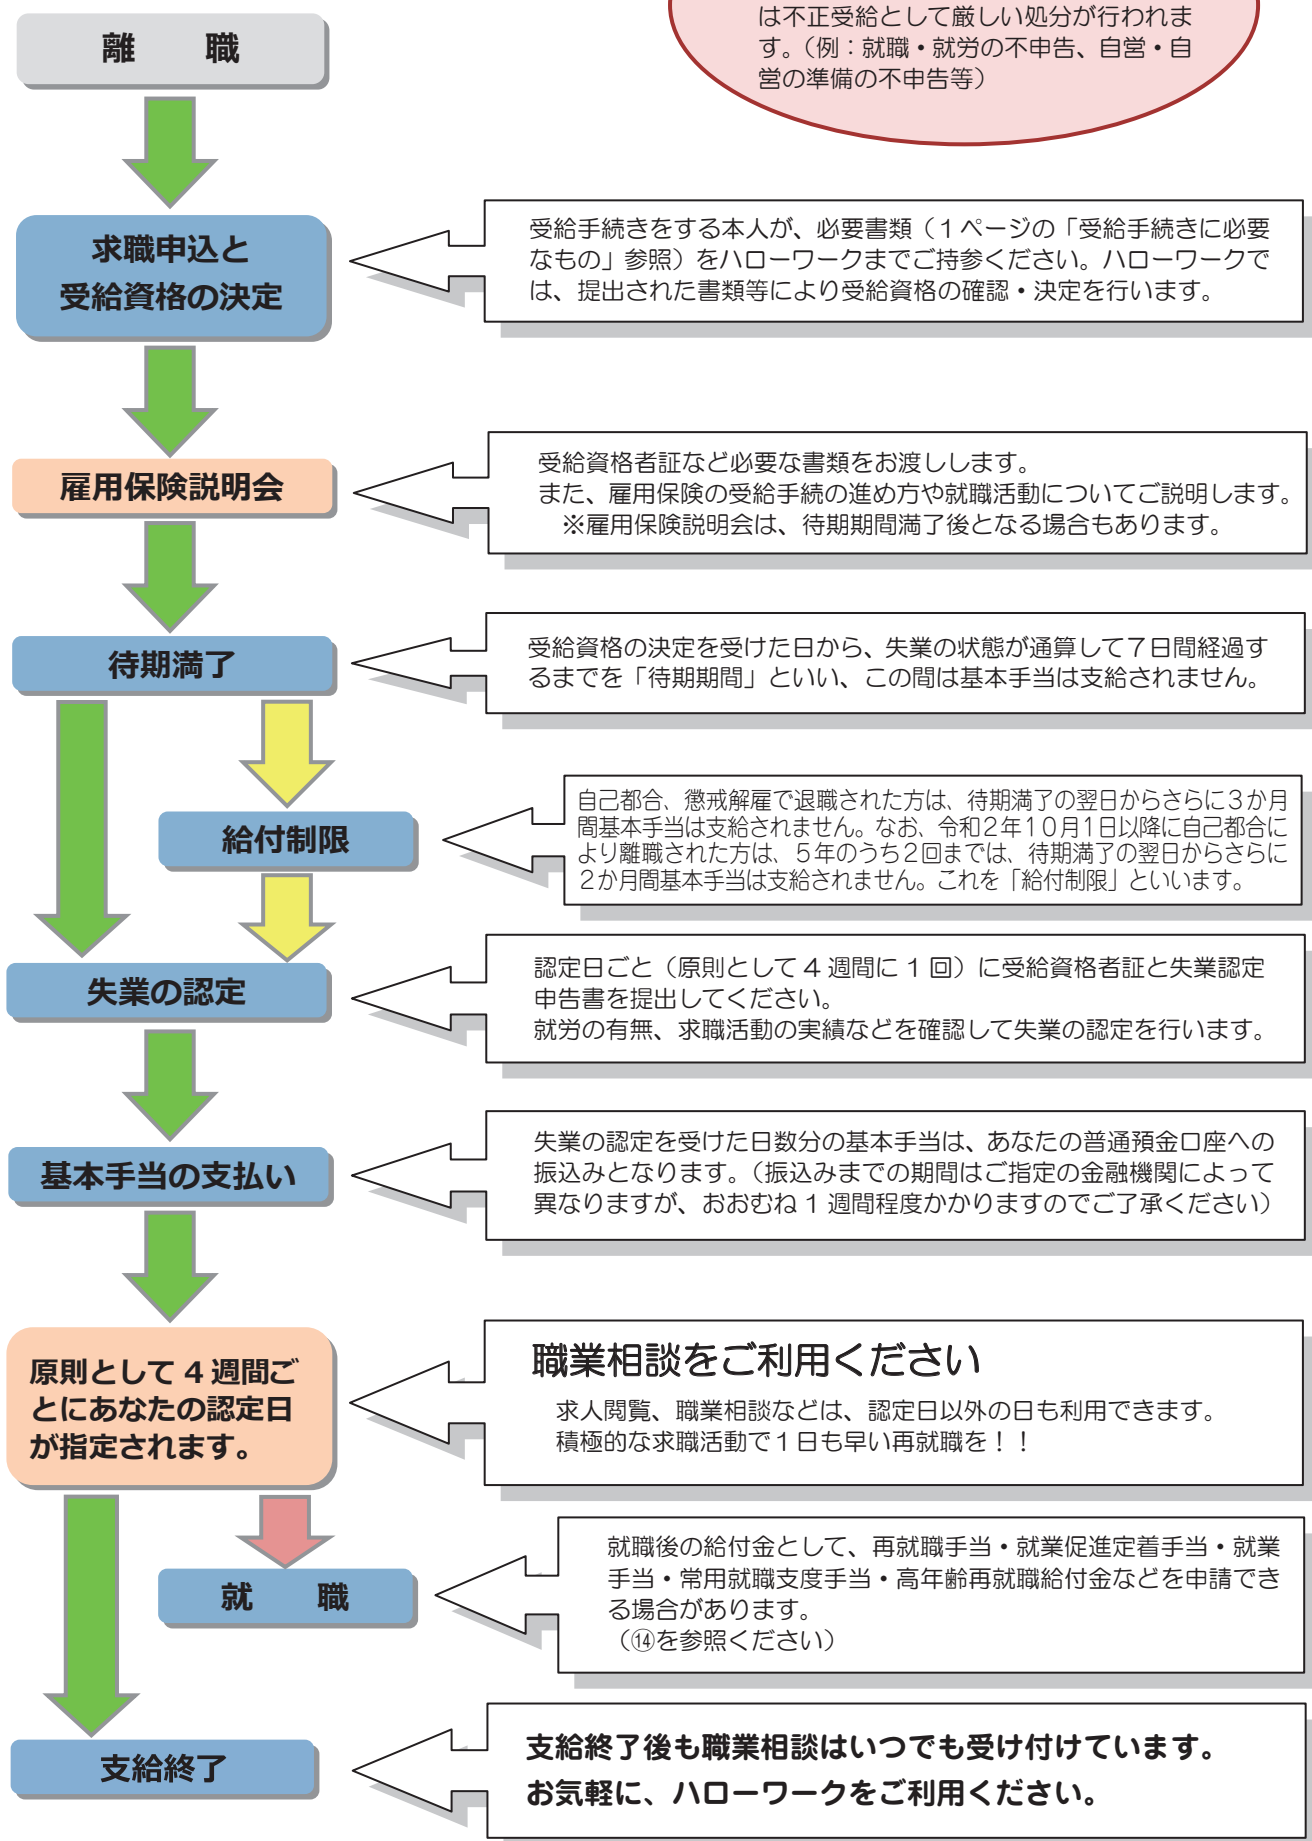 は不正受給として厳しい処分が行われま
す。（例：就職・就労の不申告、自営・自
営の準備の不申告等）
離　職
求職申込と
受給資格の決定
受給手続きをする本人が、必要書類（１ページの「受給手続きに必要
なもの」参照）をハローワークまでご持参ください。ハローワークで
は、提出された書類等により受給資格の確認・決定を行います。
雇用保険説明会
受給資格者証など必要な書類をお渡しします。
また、雇用保険の受給手続の進め方や就職活動についてご説明します。
※雇用保険説明会は、待期期間満了後となる場合もあります。
待期満了
受給資格の決定を受けた日から、失業の状態が通算して７日間経過す
るまでを「待期期間」といい、この間は基本手当は支給されません。
給付制限
自己都合、懲戒解雇で退職された方は、待期満了の翌日からさらに３か月
間基本手当は支給されません。なお、令和２年１０月１日以降に自己都合に
より離職された方は、５年のうち２回までは、待期満了の翌日からさらに
２か月間基本手当は支給されません。これを「給付制限」といいます。
失業の認定
認定日ごと（原則として 4 週間に 1 回）に受給資格者証と失業認定
申告書を提出してください。
就労の有無、求職活動の実績などを確認して失業の認定を行います。
基本手当の支払い
失業の認定を受けた日数分の基本手当は、あなたの普通預金口座への
振込みとなります。（振込みまでの期間はご指定の金融機関によって
異なりますが、おおむね 1 週間程度かかりますのでご了承ください）
原則として 4 週間ご
とにあなたの認定日
が指定されます。
職業相談をご利用ください
求人閲覧、職業相談などは、認定日以外の日も利用できます。
積極的な求職活動で１日も早い再就職を！！
就　職
就職後の給付金として、再就職手当・就業促進定着手当・就業
手当・常用就職支度手当・高年齢再就職給付金などを申請でき
る場合があります。
（⑭を参照ください）
支給終了
支給終了後も職業相談はいつでも受け付けています。
お気軽に、ハローワークをご利用ください。